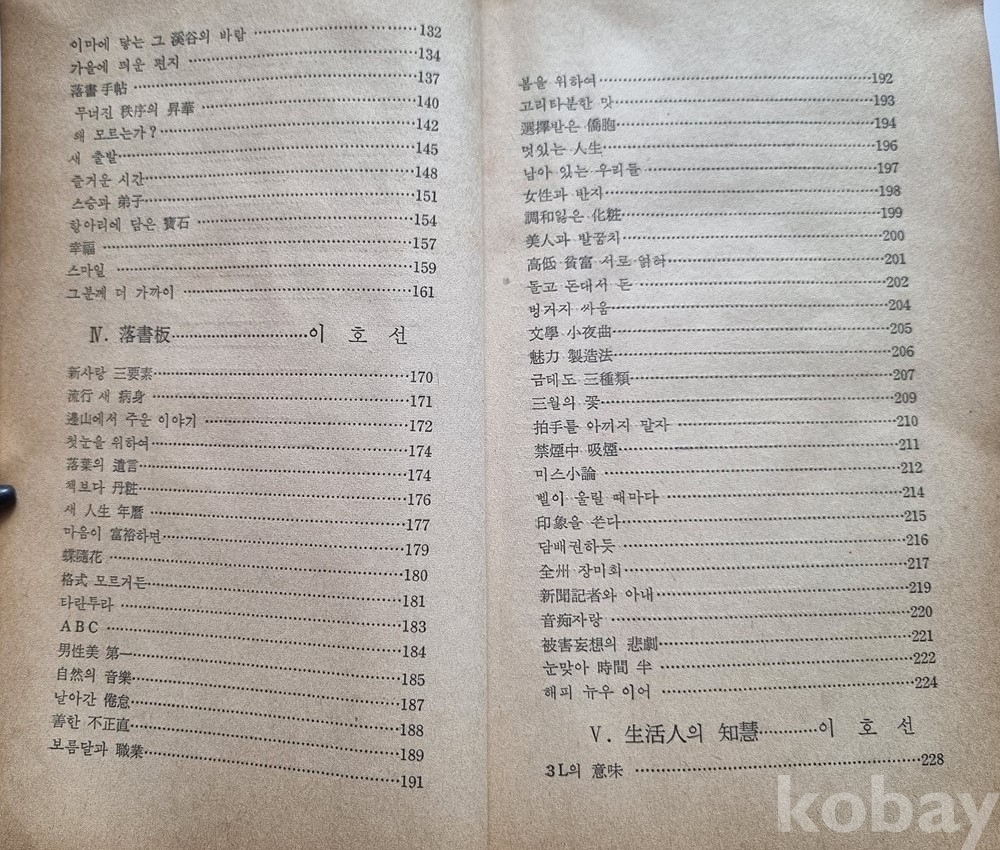 이마에 닿는 그 溪谷의 바람 ……………… 132
가을에 띄운 편지 ……………… 134
落書手帖 ……………… 137
무너진 秩序의 昇華 ……………… 140
왜 모르는가? ……………… 142
새 출발 ……………… 145
즐거운 시간 ……………… 148
스승과 弟子 ……………… 151
항아리에 담은 寶石 ……………… 154
幸福 ……………… 157
스마일 ……………… 159
그분께 더 가까이 ……………… 161
Ⅳ. 落書板 ……………… 이 호 선
新사랑 三要素 ……………… 170
流行 새 病身 ……………… 171
邊山에서 주운 이야기 ……………… 172
첫눈을 위하여 ……………… 174
落葉의 遺言 ……………… 174
책보다 丹粧 ……………… 176
새 人生 年曆 ……………… 177
마음이 富裕하면 ……………… 179
蝶隨花 ……………… 180
格式 모르거든 ……………… 181
타란투라 ……………… 183
ABC ……………… 184
男性美 第一 ……………… 185
自然의 音樂 ……………… 187
날아간 倦怠 ……………… 188
善한 不正直 ……………… 189
보름달과 職業 ……………… 191
봄을 위하여 ……………… 192
고리타분한 맛 ……………… 193
選擇받은 僑胞 ……………… 194
멋있는 人生 ……………… 196
남아 있는 우리들 ……………… 197
女性과 반지 ……………… 198
調和잃은 化粧 ……………… 199
美人과 발꿈치 ……………… 200
高低 貧富 서로 얽혀 ……………… 201
돌고 돈대서 돈 ……………… 202
벙거지 싸움 ……………… 204
文學 小夜曲 ……………… 205
魅力 製造法 ……………… 206
금테도 三種類 ……………… 207
三月의 꽃 ……………… 209
拍手를 아끼지 말자 ……………… 210
禁煙中 吸煙 ……………… 211
미스小論 ……………… 212
벨이 울릴 때마다 ……………… 214
印象을 쓴다 ……………… 215
담배권하듯 ……………… 216
全州 장미회 ……………… 217
新聞記者와 아내 ……………… 219
音痴자랑 ……………… 220
被害妄想의 悲劇 ……………… 221
눈맞아 時間 半 ……………… 222
해피 뉴우 이어 ……………… 224
Ⅴ. 生活人의 知慧 ……………… 이 호 선
3L의 意味 ……………… 228
kobay